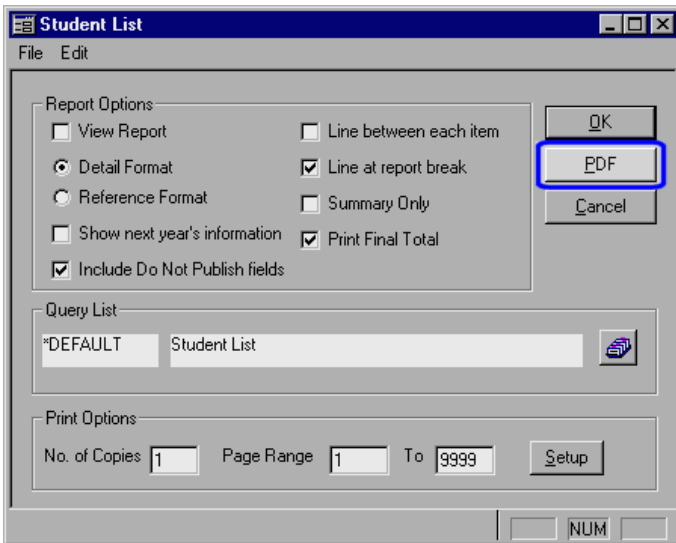 Student List
File Edit
Report Options
View Report
Line between each item
OK
Detail Format
Line at report break
PDF
Reference Format
Summary Only
Cancel
Show next year's information
Print Final Total
Include Do Not Publish fields
Query List
*DEFAULT Student List
Print Options
No. of Copies 1 Page Range 1 To 9999 Setup
NUM